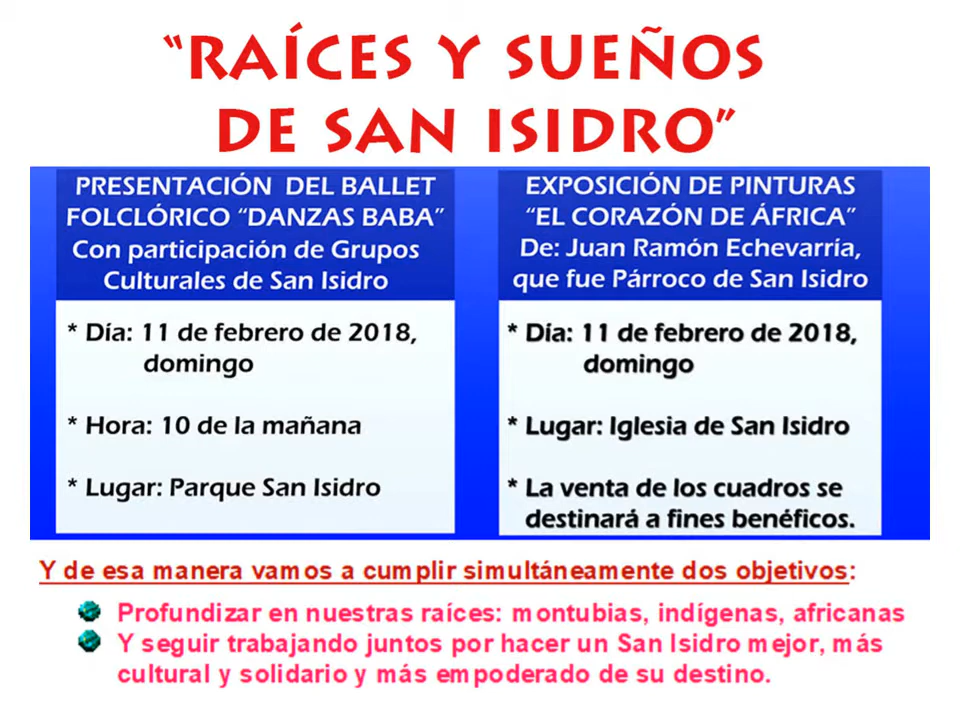 “RAÍCES Y SUEÑOS
DE SAN ISIDRO”
PRESENTACIÓN DEL BALLET
FOLCLÓRICO “DANZAS BABA”
Con participación de Grupos
Culturales de San Isidro
* Día: 11 de febrero de 2018,
domingo
* Hora: 10 de la mañana
* Lugar: Parque San Isidro
EXPOSICIÓN DE PINTURAS
“EL CORAZÓN DE ÁFRICA”
De: Juan Ramón Echevarría,
que fue Párroco de San Isidro
* Día: 11 de febrero de 2018,
domingo
* Lugar: Iglesia de San Isidro
* La venta de los cuadros se
destinará a fines benéficos.
Y de esa manera vamos a cumplir simultáneamente dos objetivos:
Profundizar en nuestras raíces: montubias, indígenas, africanas
Y seguir trabajando juntos por hacer un San Isidro mejor, más
cultural y solidario y más empoderado de su destino.